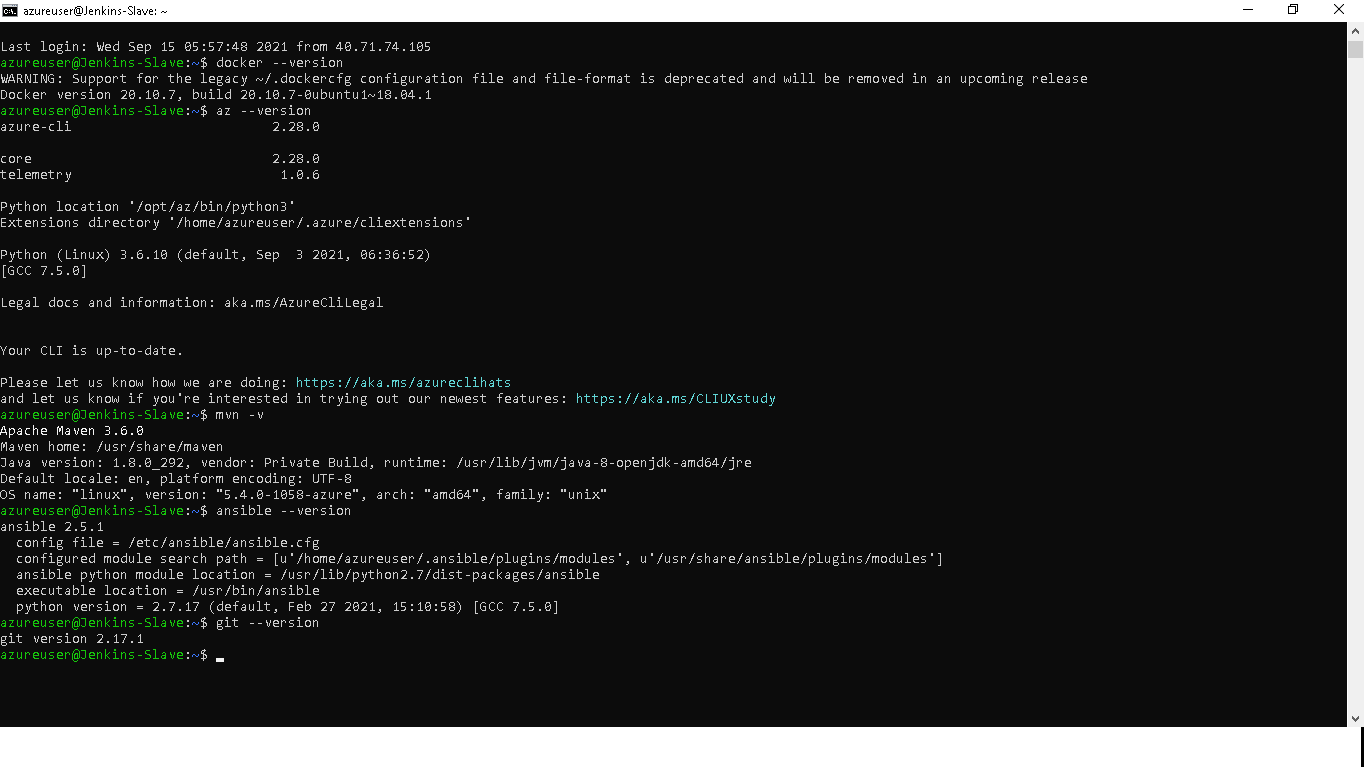 azureuser@Jenkins-Slave: ~
Last login: Wed Sep 15 05:57:48 2021 from 40.71.74.105
azureuser@Jenkins-Slave:~$ docker --version
WARNING: Support for the legacy ~/.dockercfg configuration file and file-format is deprecated and will be removed in an upcoming release
Docker version 20.10.7, build 20.10.7-0ubuntu1~18.04.1
azureuser@Jenkins-Slave:~$ az --version
azure-cli                         2.28.0
core                              2.28.0
telemetry                          1.0.6
Python location '/opt/az/bin/python3'
Extensions directory '/home/azureuser/.azure/cliextensions'
Python (Linux) 3.6.10 (default, Sep  3 2021, 06:36:52)
[GCC 7.5.0]
Legal docs and information: aka.ms/AzureCliLegal
Your CLI is up-to-date.
Please let us know how we are doing: https://aka.ms/azureclihats
and let us know if you're interested in trying out our newest features: https://aka.ms/CLIUXstudy
azureuser@Jenkins-Slave:~$ mvn -v
Apache Maven 3.6.0
Maven home: /usr/share/maven
Java version: 1.8.0_292, vendor: Private Build, runtime: /usr/lib/jvm/java-8-openjdk-amd64/jre
Default locale: en, platform encoding: UTF-8
OS name: "linux", version: "5.4.0-1058-azure", arch: "amd64", family: "unix"
azureuser@Jenkins-Slave:~$ ansible --version
ansible 2.5.1
  config file = /etc/ansible/ansible.cfg
  configured module search path = [u'/home/azureuser/.ansible/plugins/modules', u'/usr/share/ansible/plugins/modules']
  ansible python module location = /usr/lib/python2.7/dist-packages/ansible
  executable location = /usr/bin/ansible
  python version = 2.7.17 (default, Feb 27 2021, 15:10:58) [GCC 7.5.0]
azureuser@Jenkins-Slave:~$ git --version
git version 2.17.1
azureuser@Jenkins-Slave:~$